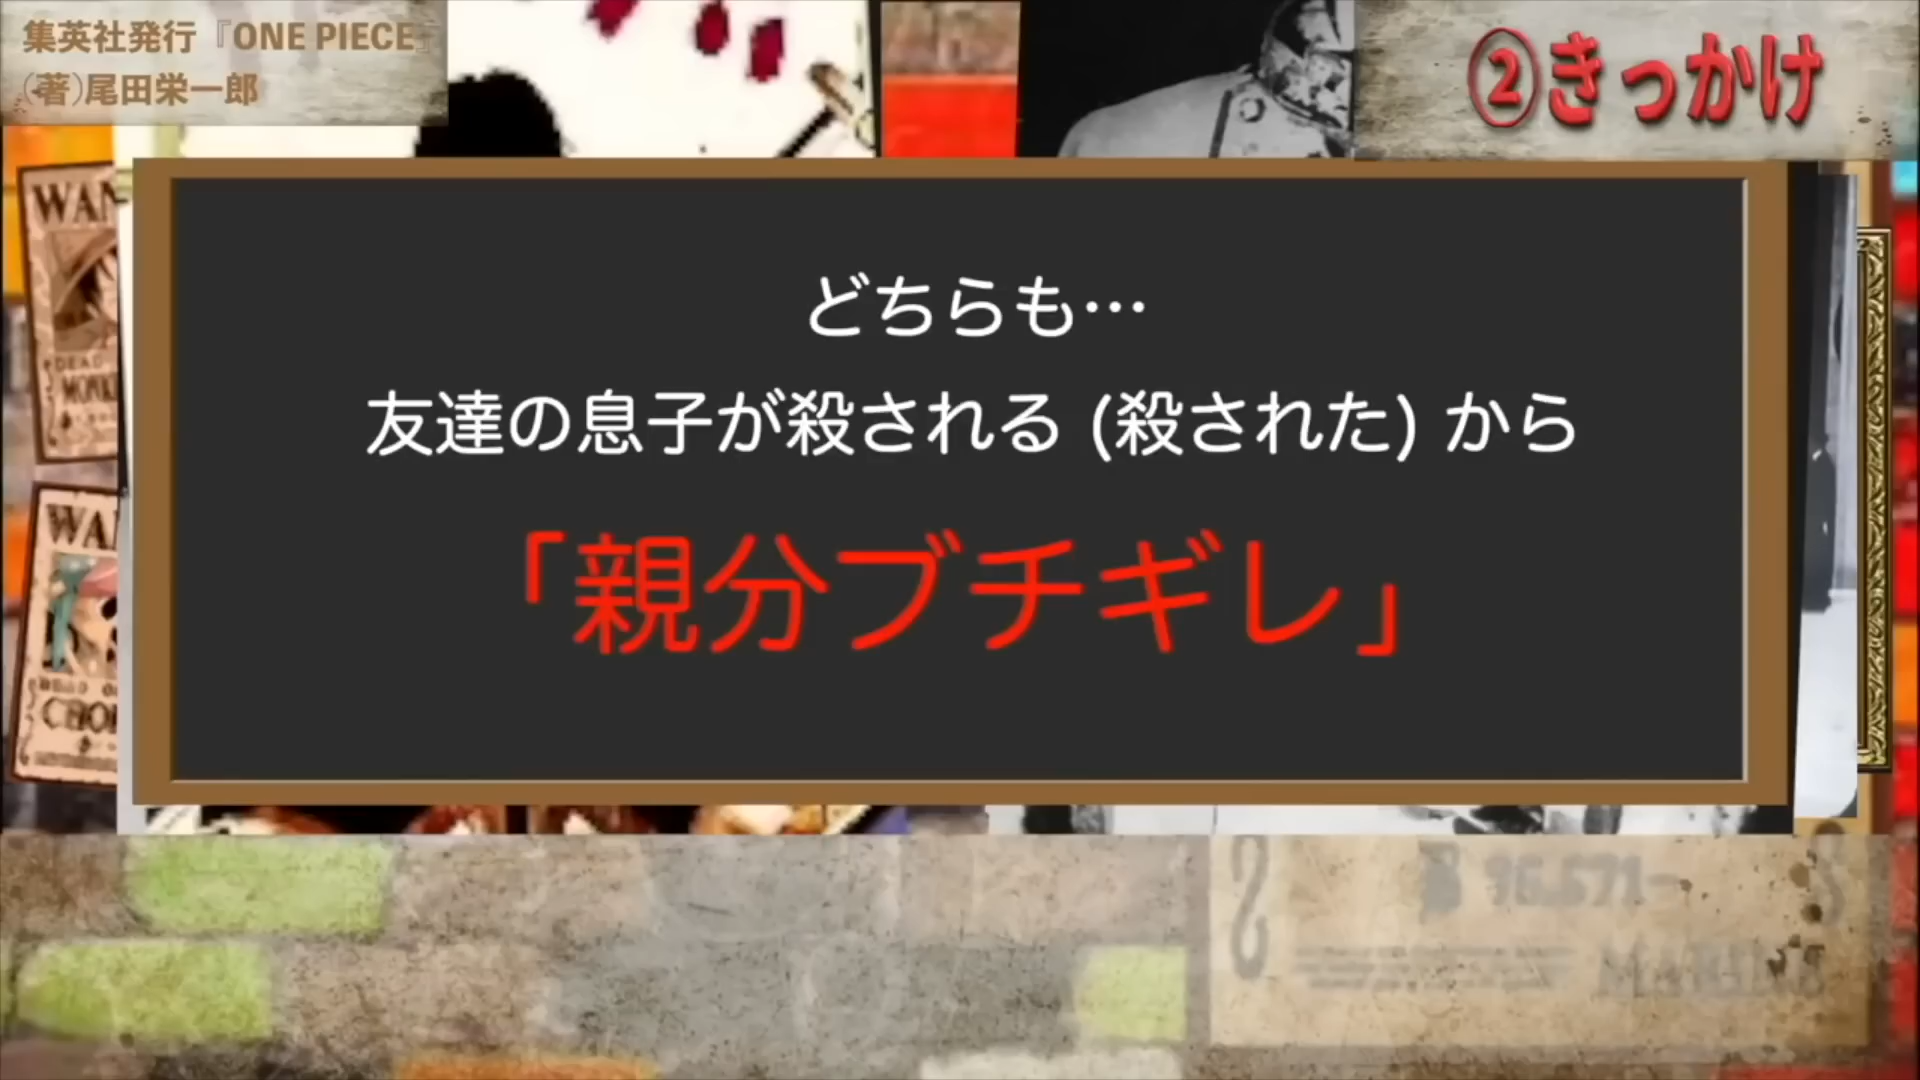 集英社発行『ONE PIECE』
(著)尾田栄一郎
②きっかけ
どちらも…
友達の息子が殺される (殺された) から
「親分ブチギレ」